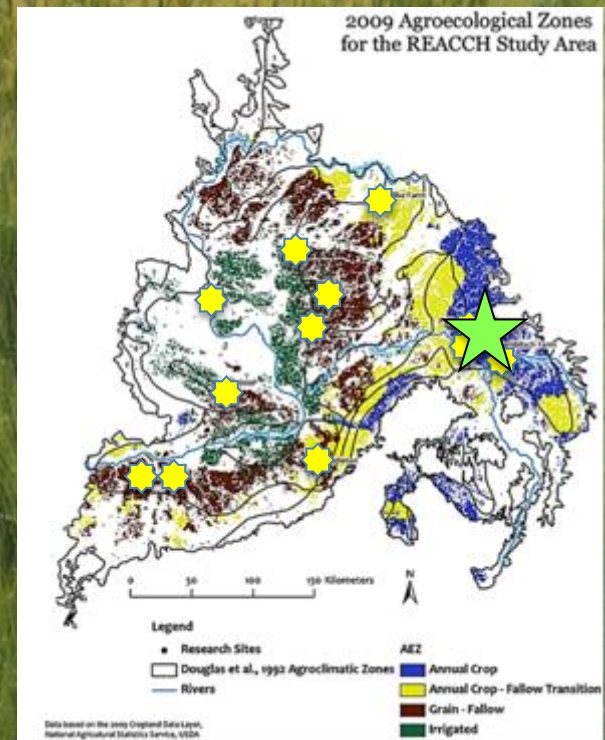 2009 Agroecological Zones
for the REACCH Study Area
0 50 100 150 Kilometers
N
Legend
Research Sites
Douglas et al., 1992 Agroclimatic Zones
Rivers
AEZ
Annual Crop
Annual Crop - Fallow Transition
Grain - Fallow
Irrigated
Data based on the 2009 Cropland Data Layer,
National Agricultural Statistics Service, USDA